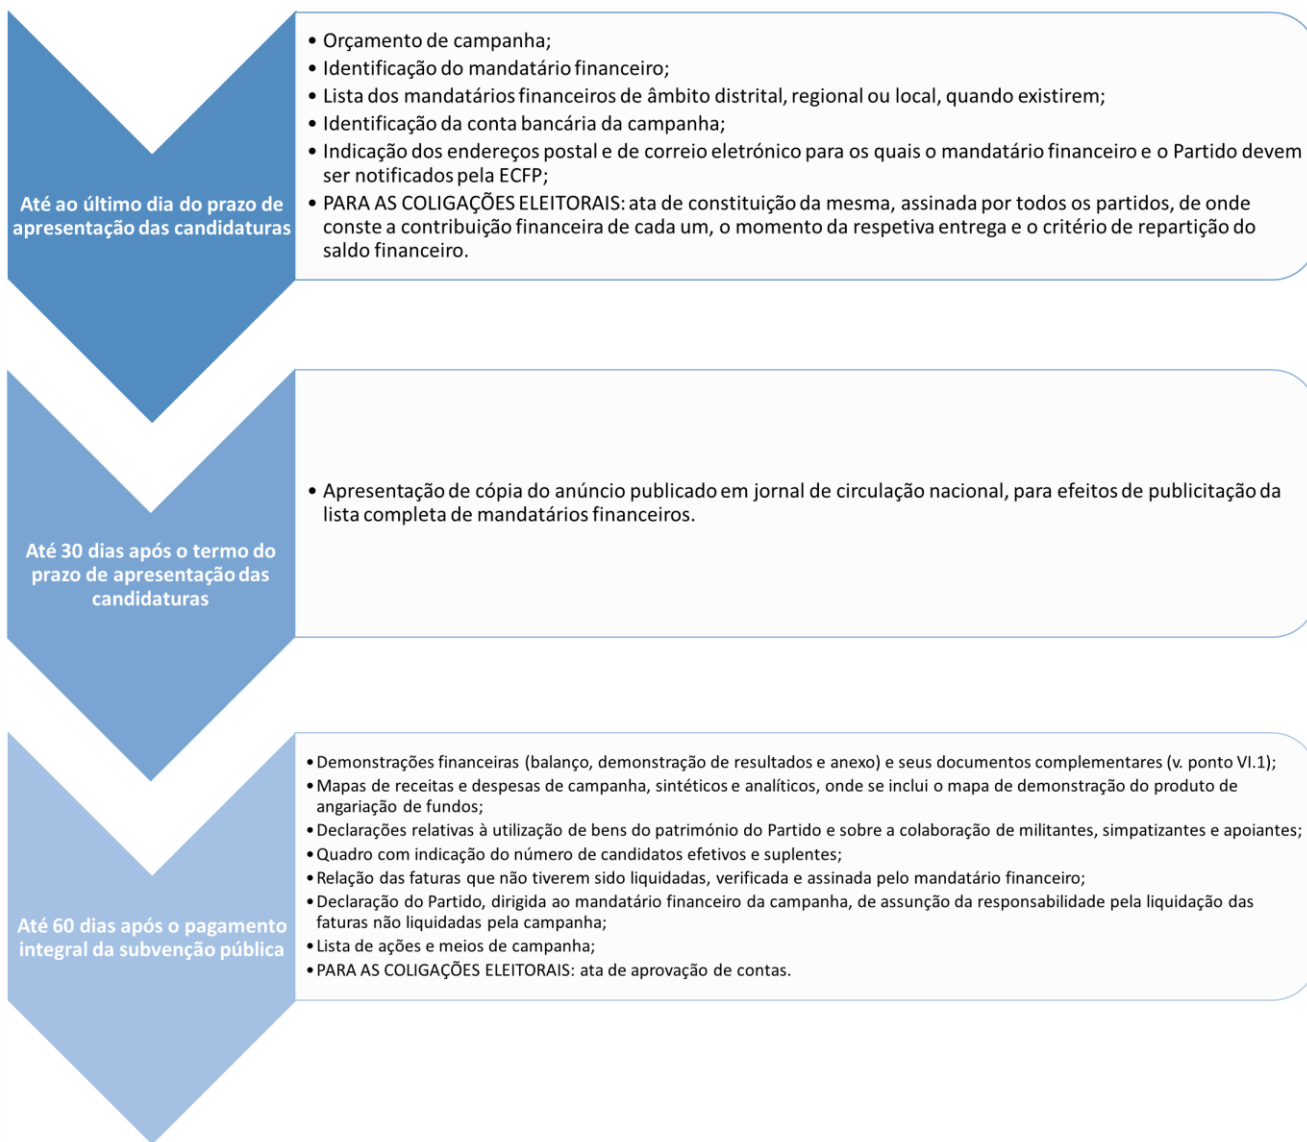 Até ao último dia do prazo de
apresentação das candidaturas
• Orçamento de campanha;
• Identificação do mandatário financeiro;
• Lista dos mandatários financeiros de âmbito distrital, regional ou local, quando existirem;
• Identificação da conta bancária da campanha;
• Indicação dos endereços postal e de correio eletrónico para os quais o mandatário financeiro e o Partido devem
ser notificados pela ECFP;
• PARA AS COLIGAÇÕES ELEITORAIS: ata de constituição da mesma, assinada por todos os partidos, de onde
conste a contribuição financeira de cada um, o momento da respetiva entrega e o critério de repartição do
saldo financeiro.
Até 30 dias após o termo do
prazo de apresentação das
candidaturas
• Apresentação de cópia do anúncio publicado em jornal de circulação nacional, para efeitos de publicitação da
lista completa de mandatários financeiros.
Até 60 dias após o pagamento
integral da subvenção pública
• Demonstrações financeiras (balanço, demonstração de resultados e anexo) e seus documentos complementares (v. ponto VI.1);
• Mapas de receitas e despesas de campanha, sintéticos e analíticos, onde se inclui o mapa de demonstração do produto de
angariação de fundos;
• Declarações relativas à utilização de bens do património do Partido e sobre a colaboração de militantes, simpatizantes e apoiantes;
• Quadro com indicação do número de candidatos efetivos e suplentes;
• Relação das faturas que não tiverem sido liquidadas, verificada e assinada pelo mandatário financeiro;
• Declaração do Partido, dirigida ao mandatário financeiro da campanha, de assunção da responsabilidade pela liquidação das
faturas não liquidadas pela campanha;
• Lista de ações e meios de campanha;
• PARA AS COLIGAÇÕES ELEITORAIS: ata de aprovação de contas.